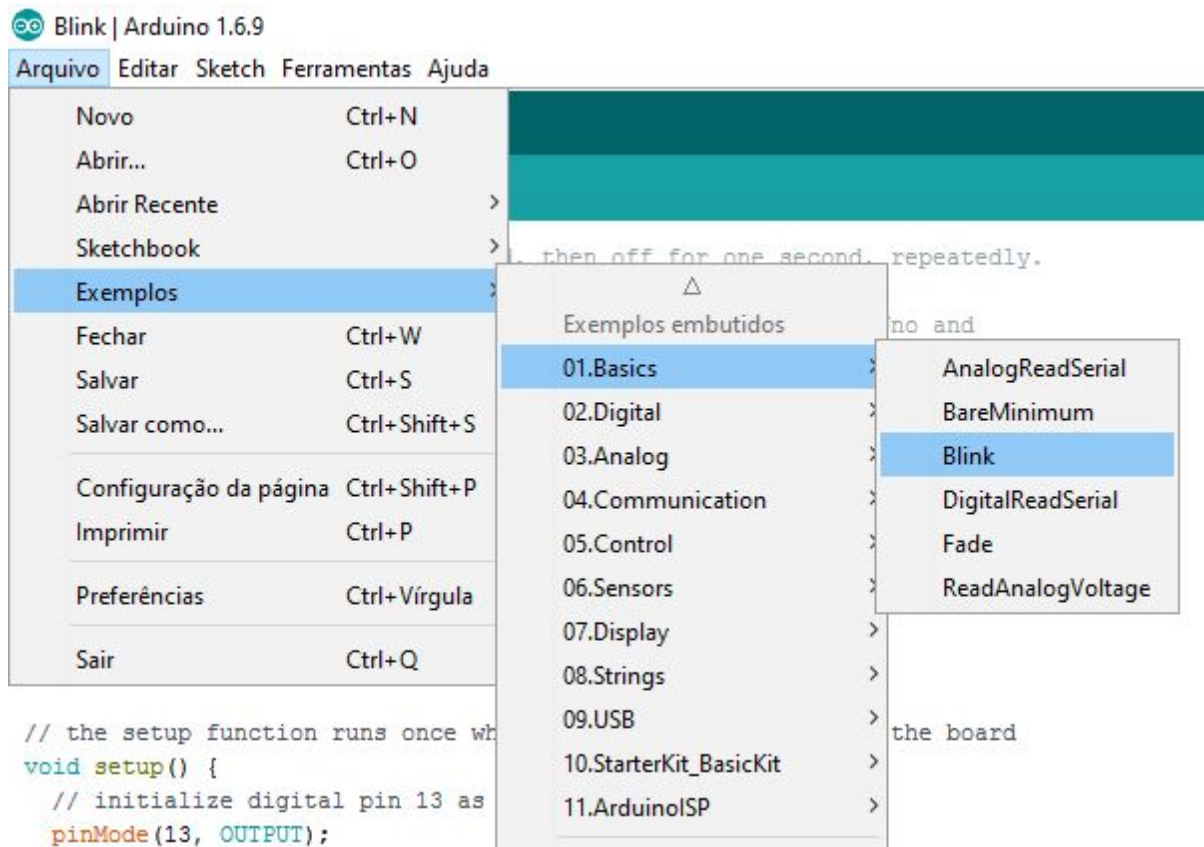 Blink | Arduino 1.6.9
Arquivo Editar Sketch Ferramentas Ajuda
Novo Ctrl+N
Abrir... Ctrl+O
Abrir Recente
Sketchbook
Exemplos
Fechar Ctrl+W
Salvar Ctrl+S
Salvar como... Ctrl+Shift+S
Configuração da página Ctrl+Shift+P
Imprimir Ctrl+P
Preferências Ctrl+Vírgula
Sair Ctrl+Q
then off for one second, repeatedly.
Exemplos embutidos
and
01.Basics
02.Digital
03.Analog
04.Communication
05.Control
06.Sensors
07.Display
08.Strings
09.USB
10.StarterKit_BasicKit
11.ArduinoISP
AnalogReadSerial
BareMinimum
Blink
DigitalReadSerial
Fade
ReadAnalogVoltage
// the setup function runs once wh the board
void setup() {
// initialize digital pin 13 as
pinMode(13, OUTPUT);